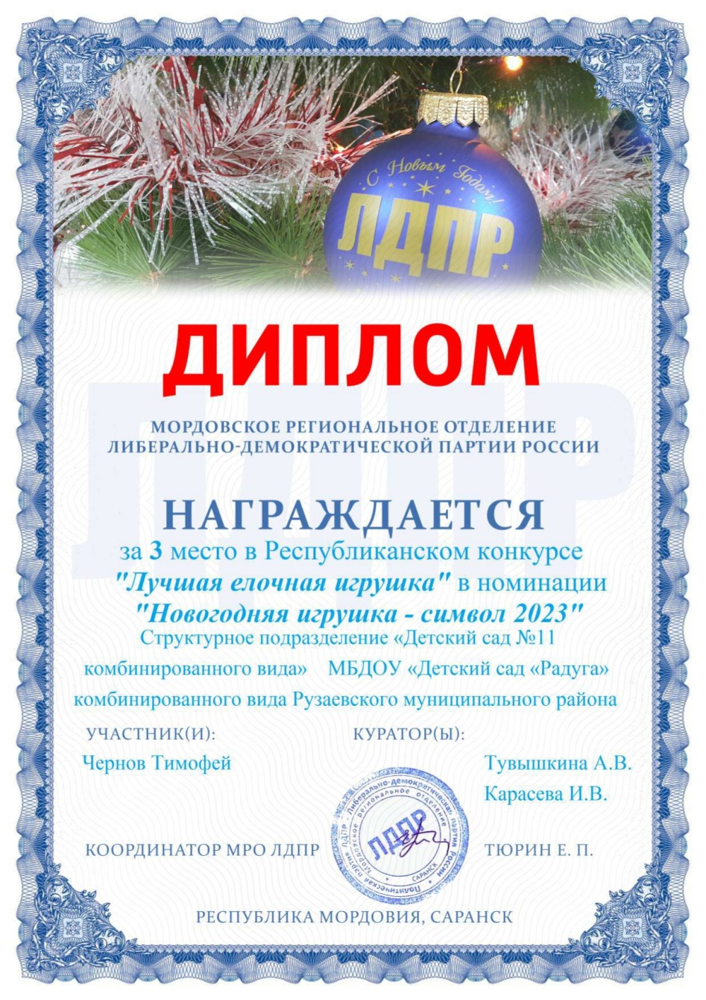 С Новым Годом!
ЛДПР
ДИПЛОМ
МОРДОВСКОЕ РЕГИОНАЛЬНОЕ ОТДЕЛЕНИЕ
ЛИБЕРАЛЬНО-ДЕМОКРАТИЧЕСКОЙ ПАРТИИ РОССИИ
ЛДПР
НАГРАЖДАЕТСЯ
за 3 место в Республиканском конкурсе
"Лучшая елочная игрушка" в номинации
"Новогодняя игрушка - символ 2023"
Структурное подразделение «Детский сад №11
комбинированного вида» МБДОУ «Детский сад «Радуга»
комбинированного вида Рузаевского муниципального района
УЧАСТНИК(И): КУРАТОР(Ы):
Чернов Тимофей Тувышкина А.В.
Карасева И.В.
Политическая партия ЛДПР - Либерально-демократическая партия России
Мордовское региональное отделение
ЛДПР
САРАНСК
КООРДИНАТОР МРО ЛДПР ТЮРИН Е. П.
РЕСПУБЛИКА МОРДОВИЯ, САРАНСК